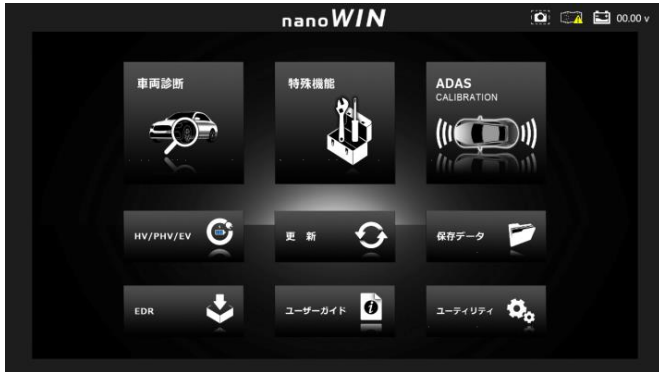 nanoWIN
00.00 v
車両診断
特殊機能
ADAS
CALIBRATION
HV/PHV/EV
更 新
保存データ
EDR
ユーザーガイド
ユーティリティ